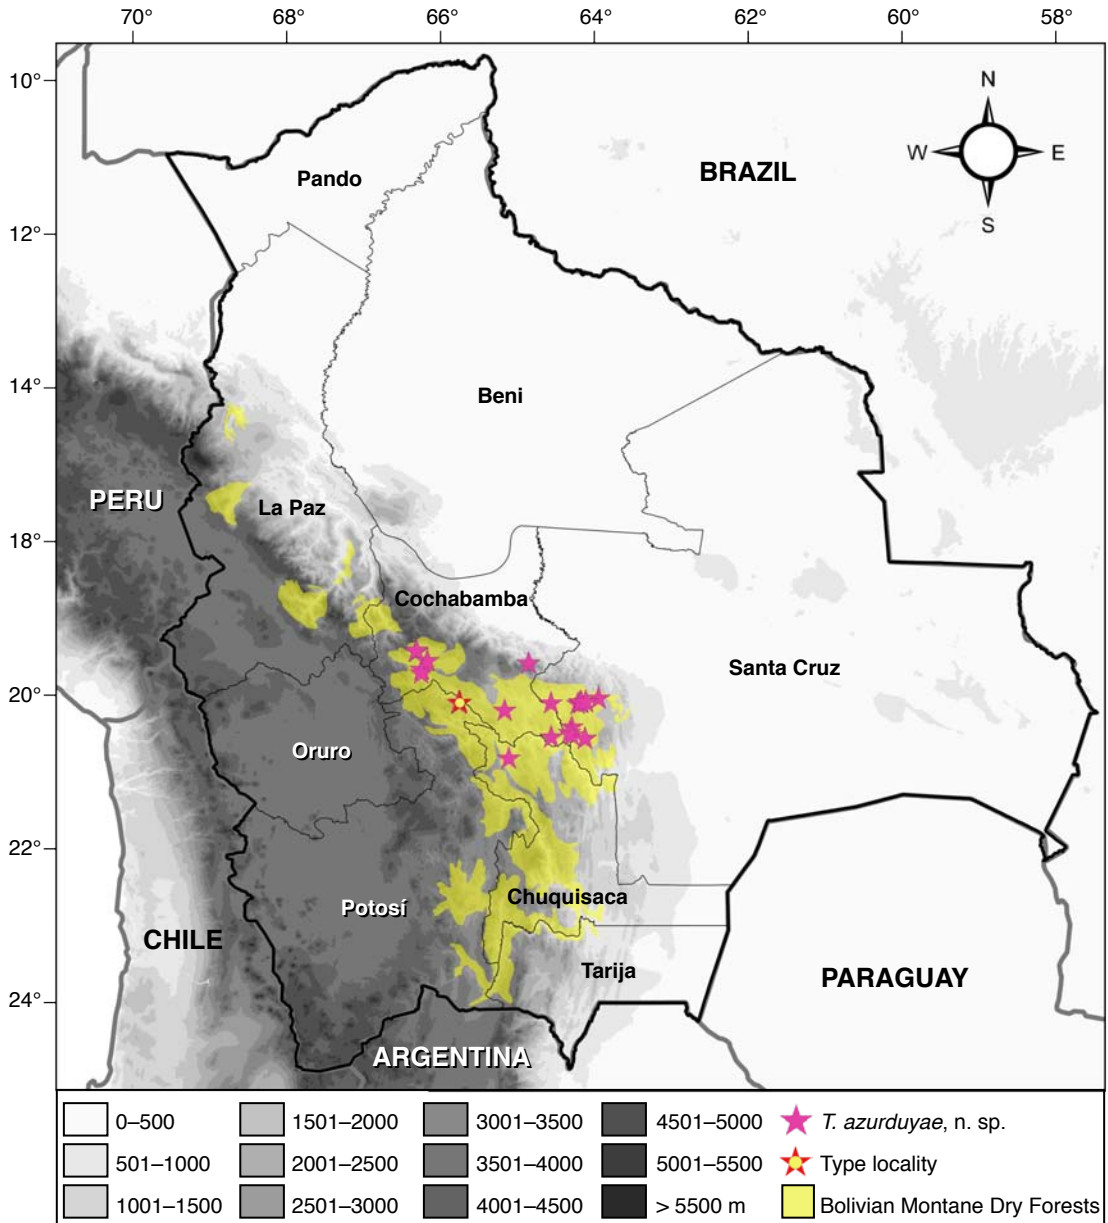 70° 68° 66° 64° 62° 60° 58°
10°
N
W E
S
BRAZIL
Pando
12°
14°
Beni
PERU
La Paz
18°
Cochabamba
Santa Cruz
20°
Oruro
22°
Chuquisaca
Potosí
CHILE
Tarija
PARAGUAY
24°
ARGENTINA
0–500 1501–2000 3001–3500 4501–5000 T. azurduyae, n. sp.
501–1000 2001–2500 3501–4000 5001–5500 Type locality
1001–1500 2501–3000 4001–4500 > 5500 m Bolivian Montane Dry Forests